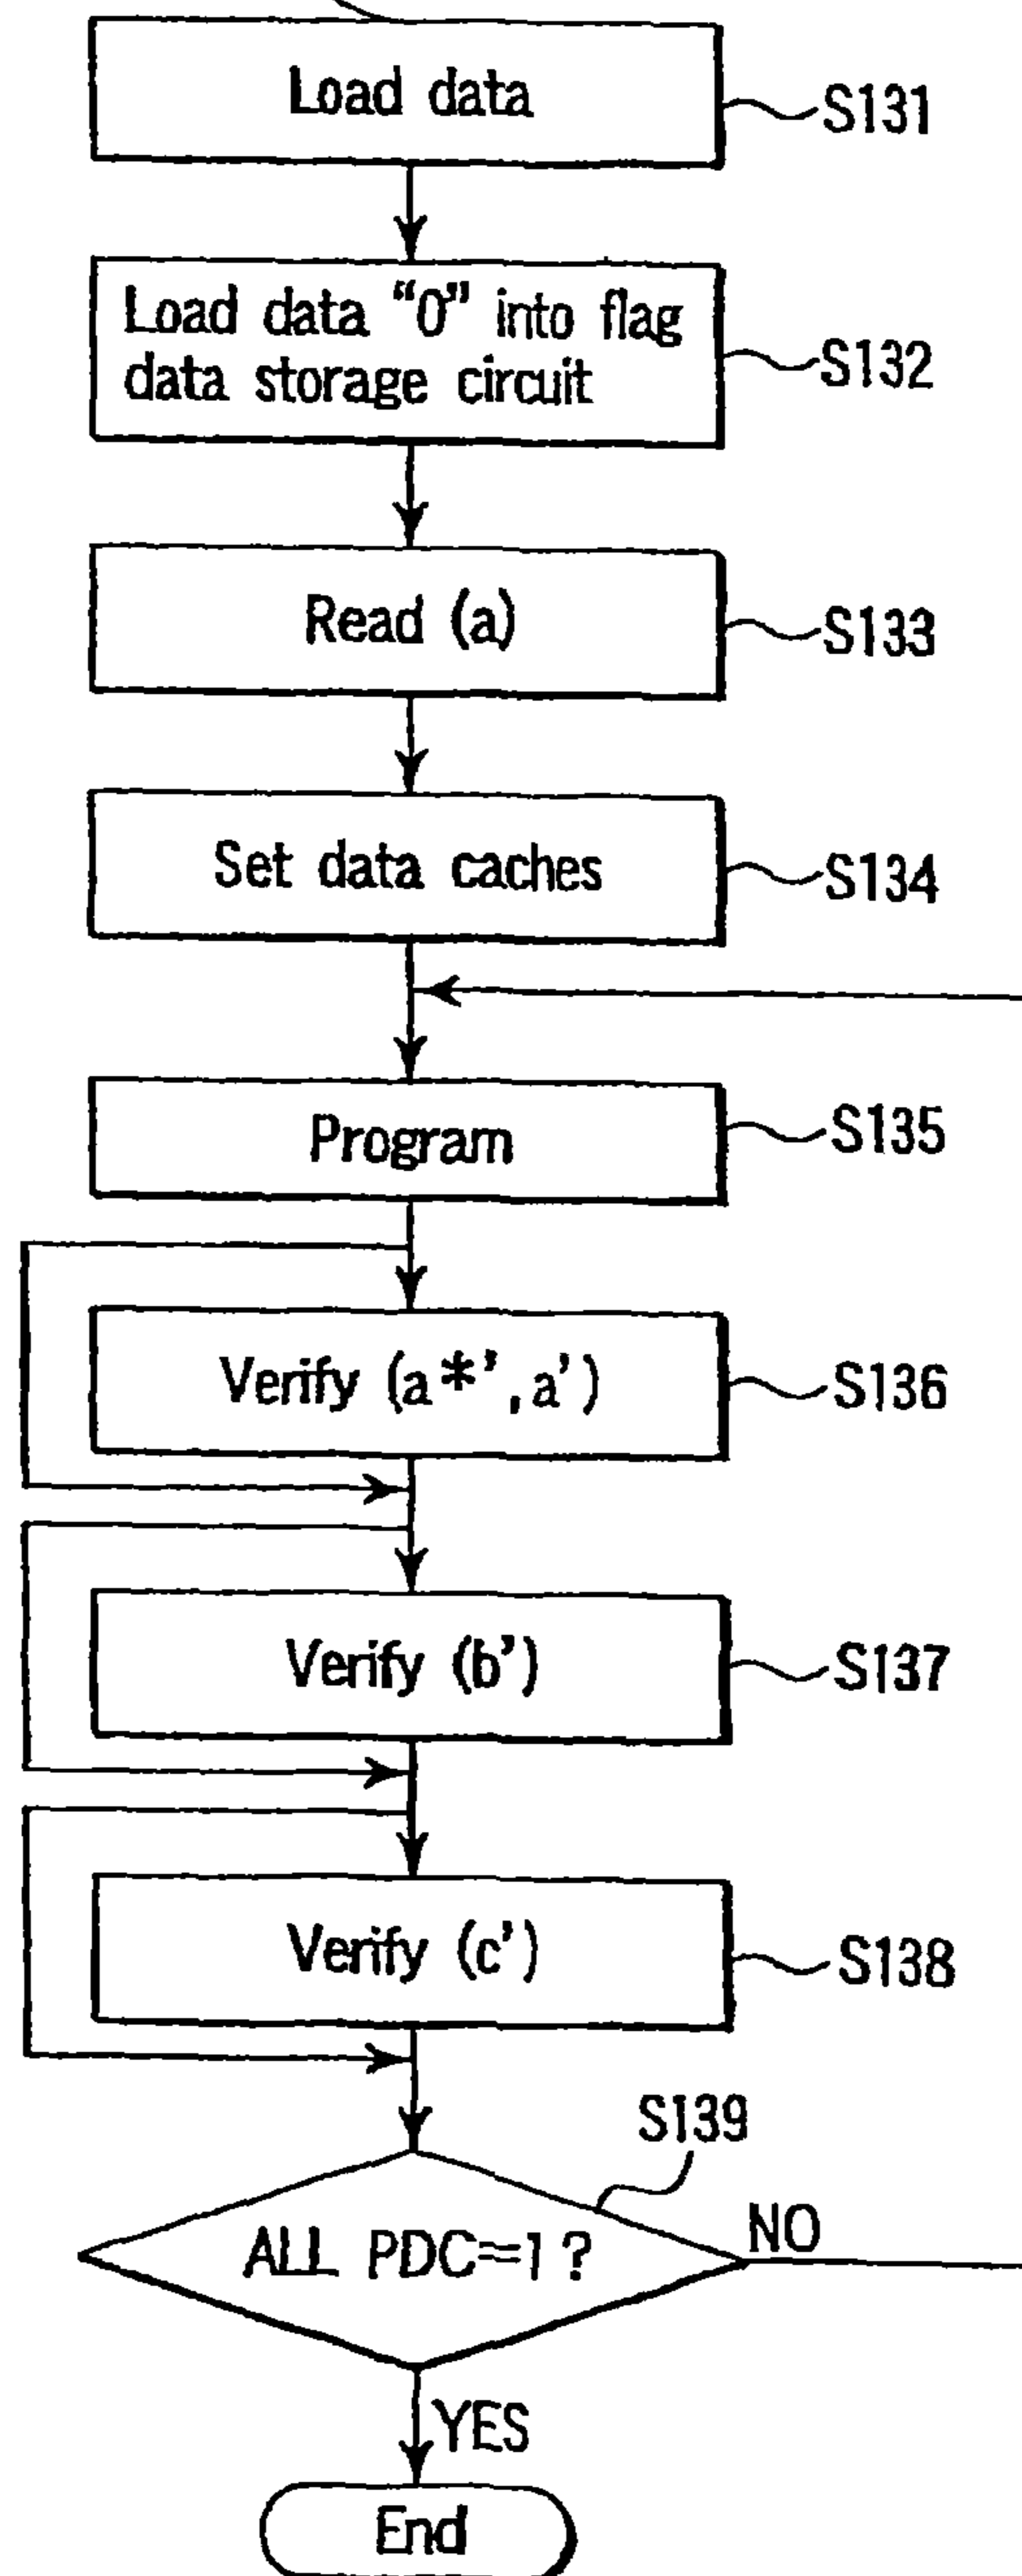 Load data
S131
Load data “0” into flag
data storage circuit
S132
Read (a)
S133
Set data caches
S134
Program
S135
Verify (a*’,a’)
S136
Verify (b’)
S137
Verify (c’)
S138
S139
ALL PDC=1?
NO
YES
End